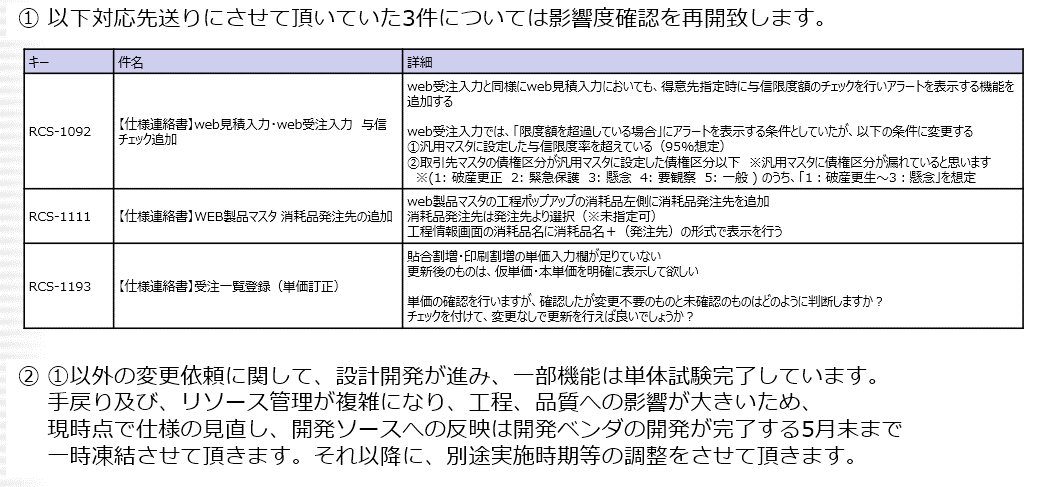 ① 以下対応先送りにさせて頂いていた3件については影響度確認を再開致します。
キー 件名 詳細
RCS-1092
【仕様連絡書】web見積入力・web受注入力　与信
チェック追加
web受注入力と同様にweb見積入力においても、得意先指定時に与信限度額のチェックを行いアラートを表示する機能を
追加する
web受注入力では、「限度額を超過している場合」にアラートを表示する条件としていたが、以下の条件に変更する
①汎用マスタに設定した与信限度率を超えている（95%想定）
②取引先マスタの債権区分が汎用マスタに設定した債権区分以下　※汎用マスタに債権区分が漏れていると思います
※(1: 破産更正　2: 緊急保護　3: 懸念　4: 要観察　5: 一般 ) のうち、「1：破産更生～3：懸念」を想定
RCS-1111
【仕様連絡書】WEB製品マスタ 消耗品発注先の追加
web製品マスタの工程ポップアップの消耗品左側に消耗品発注先を追加
消耗品発注先は発注先より選択（※未指定可）
工程情報画面の消耗品名に消耗品名＋（発注先）の形式で表示を行う
RCS-1193
【仕様連絡書】受注一覧登録（単価訂正）
貼合割増・印刷割増の単価入力欄が足りていない
更新後のものは、仮単価・本単価を明確に表示して欲しい
単価の確認を行いますが、確認したが変更不要のものと未確認のものはどのように判断しますか？
チェックを付けて、変更なしで更新を行えば良いでしょうか？
② ①以外の変更依頼に関して、設計開発が進み、一部機能は単体試験完了しています。
手戻り及び、リソース管理が複雑になり、工程、品質への影響が大きいため、
現時点で仕様の見直し、開発ソースへの反映は開発ベンダの開発が完了する5月末まで
一時凍結させて頂きます。それ以降に、別途実施時期等の調整をさせて頂きます。